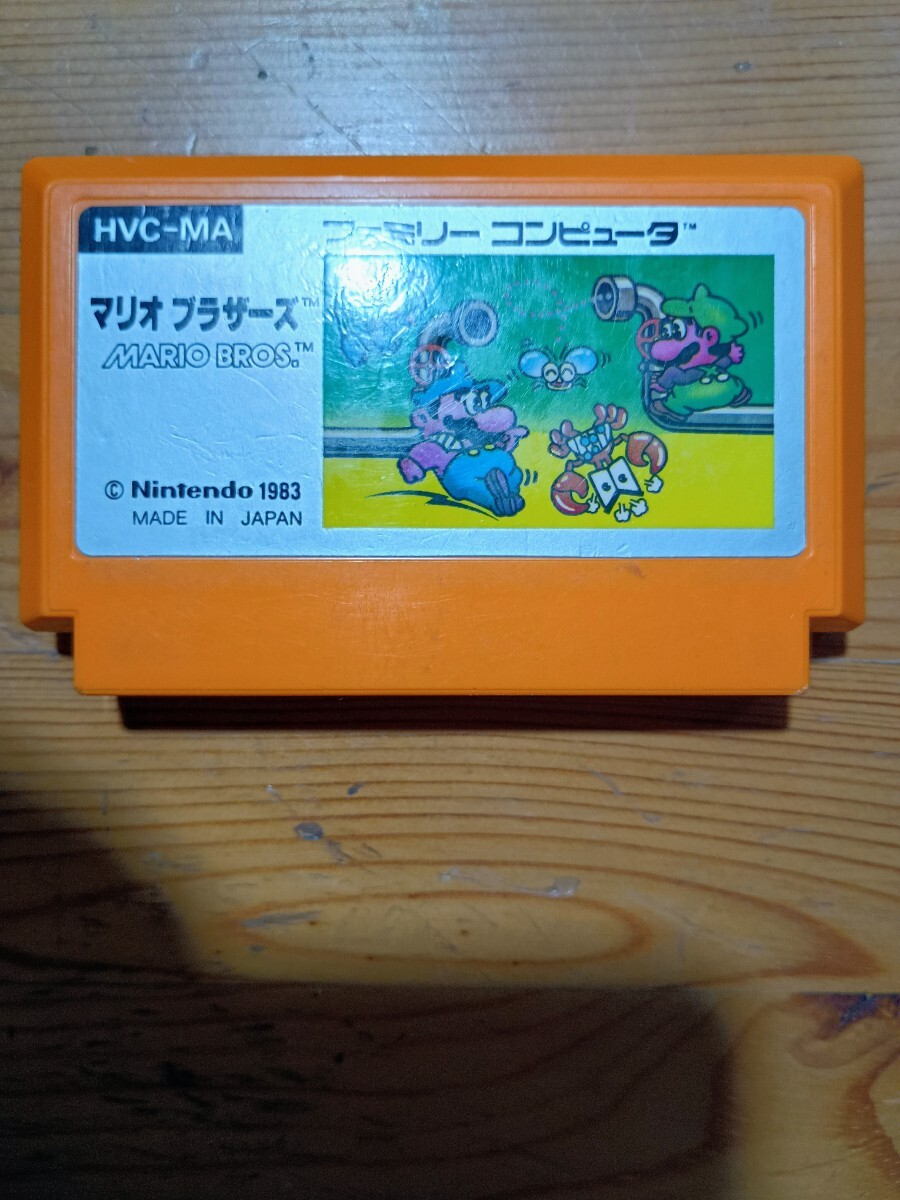 HVC-MA
ファミリー コンピュータ™
マリオ ブラザーズ™
MARIO BROS.™
© Nintendo 1983
MADE IN JAPAN